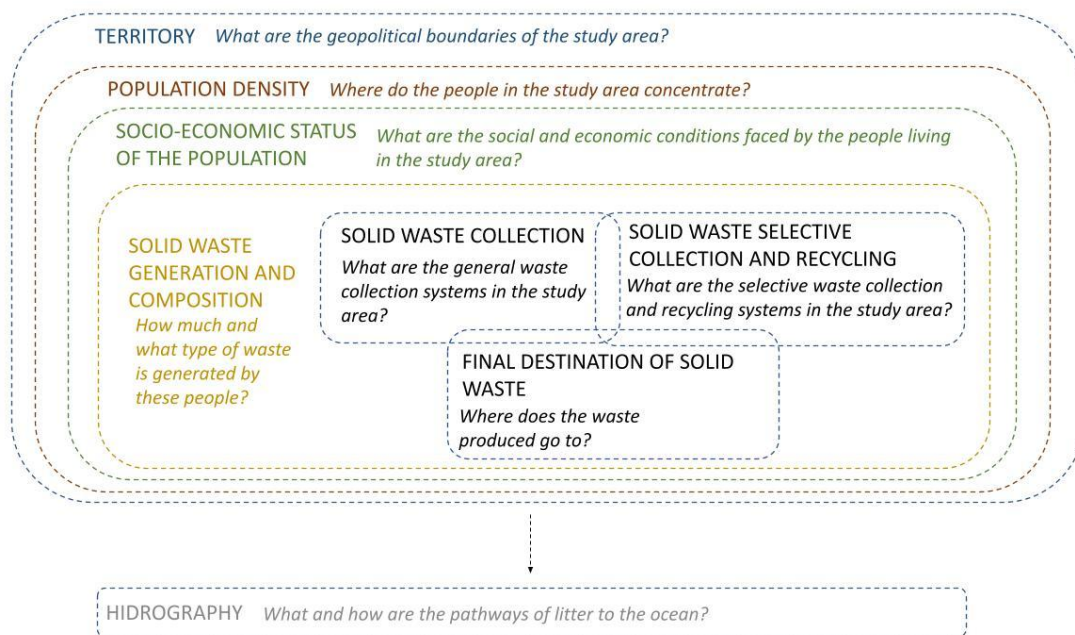 TERRITORY What are the geopolitical boundaries of the study area?
POPULATION DENSITY Where do the people in the study area concentrate?
SOCIO-ECONOMIC STATUS
OF THE POPULATION
What are the social and economic conditions faced by the people living
in the study area?
SOLID WASTE
GENERATION AND
COMPOSITION
How much and
what type of waste
is generated by
these people?
SOLID WASTE COLLECTION
What are the general waste
collection systems in the study
area?
SOLID WASTE SELECTIVE
COLLECTION AND RECYCLING
What are the selective waste collection
and recycling systems in the study area?
FINAL DESTINATION OF SOLID
WASTE
Where does the waste
produced go to?
HIDROGRAPHY What and how are the pathways of litter to the ocean?